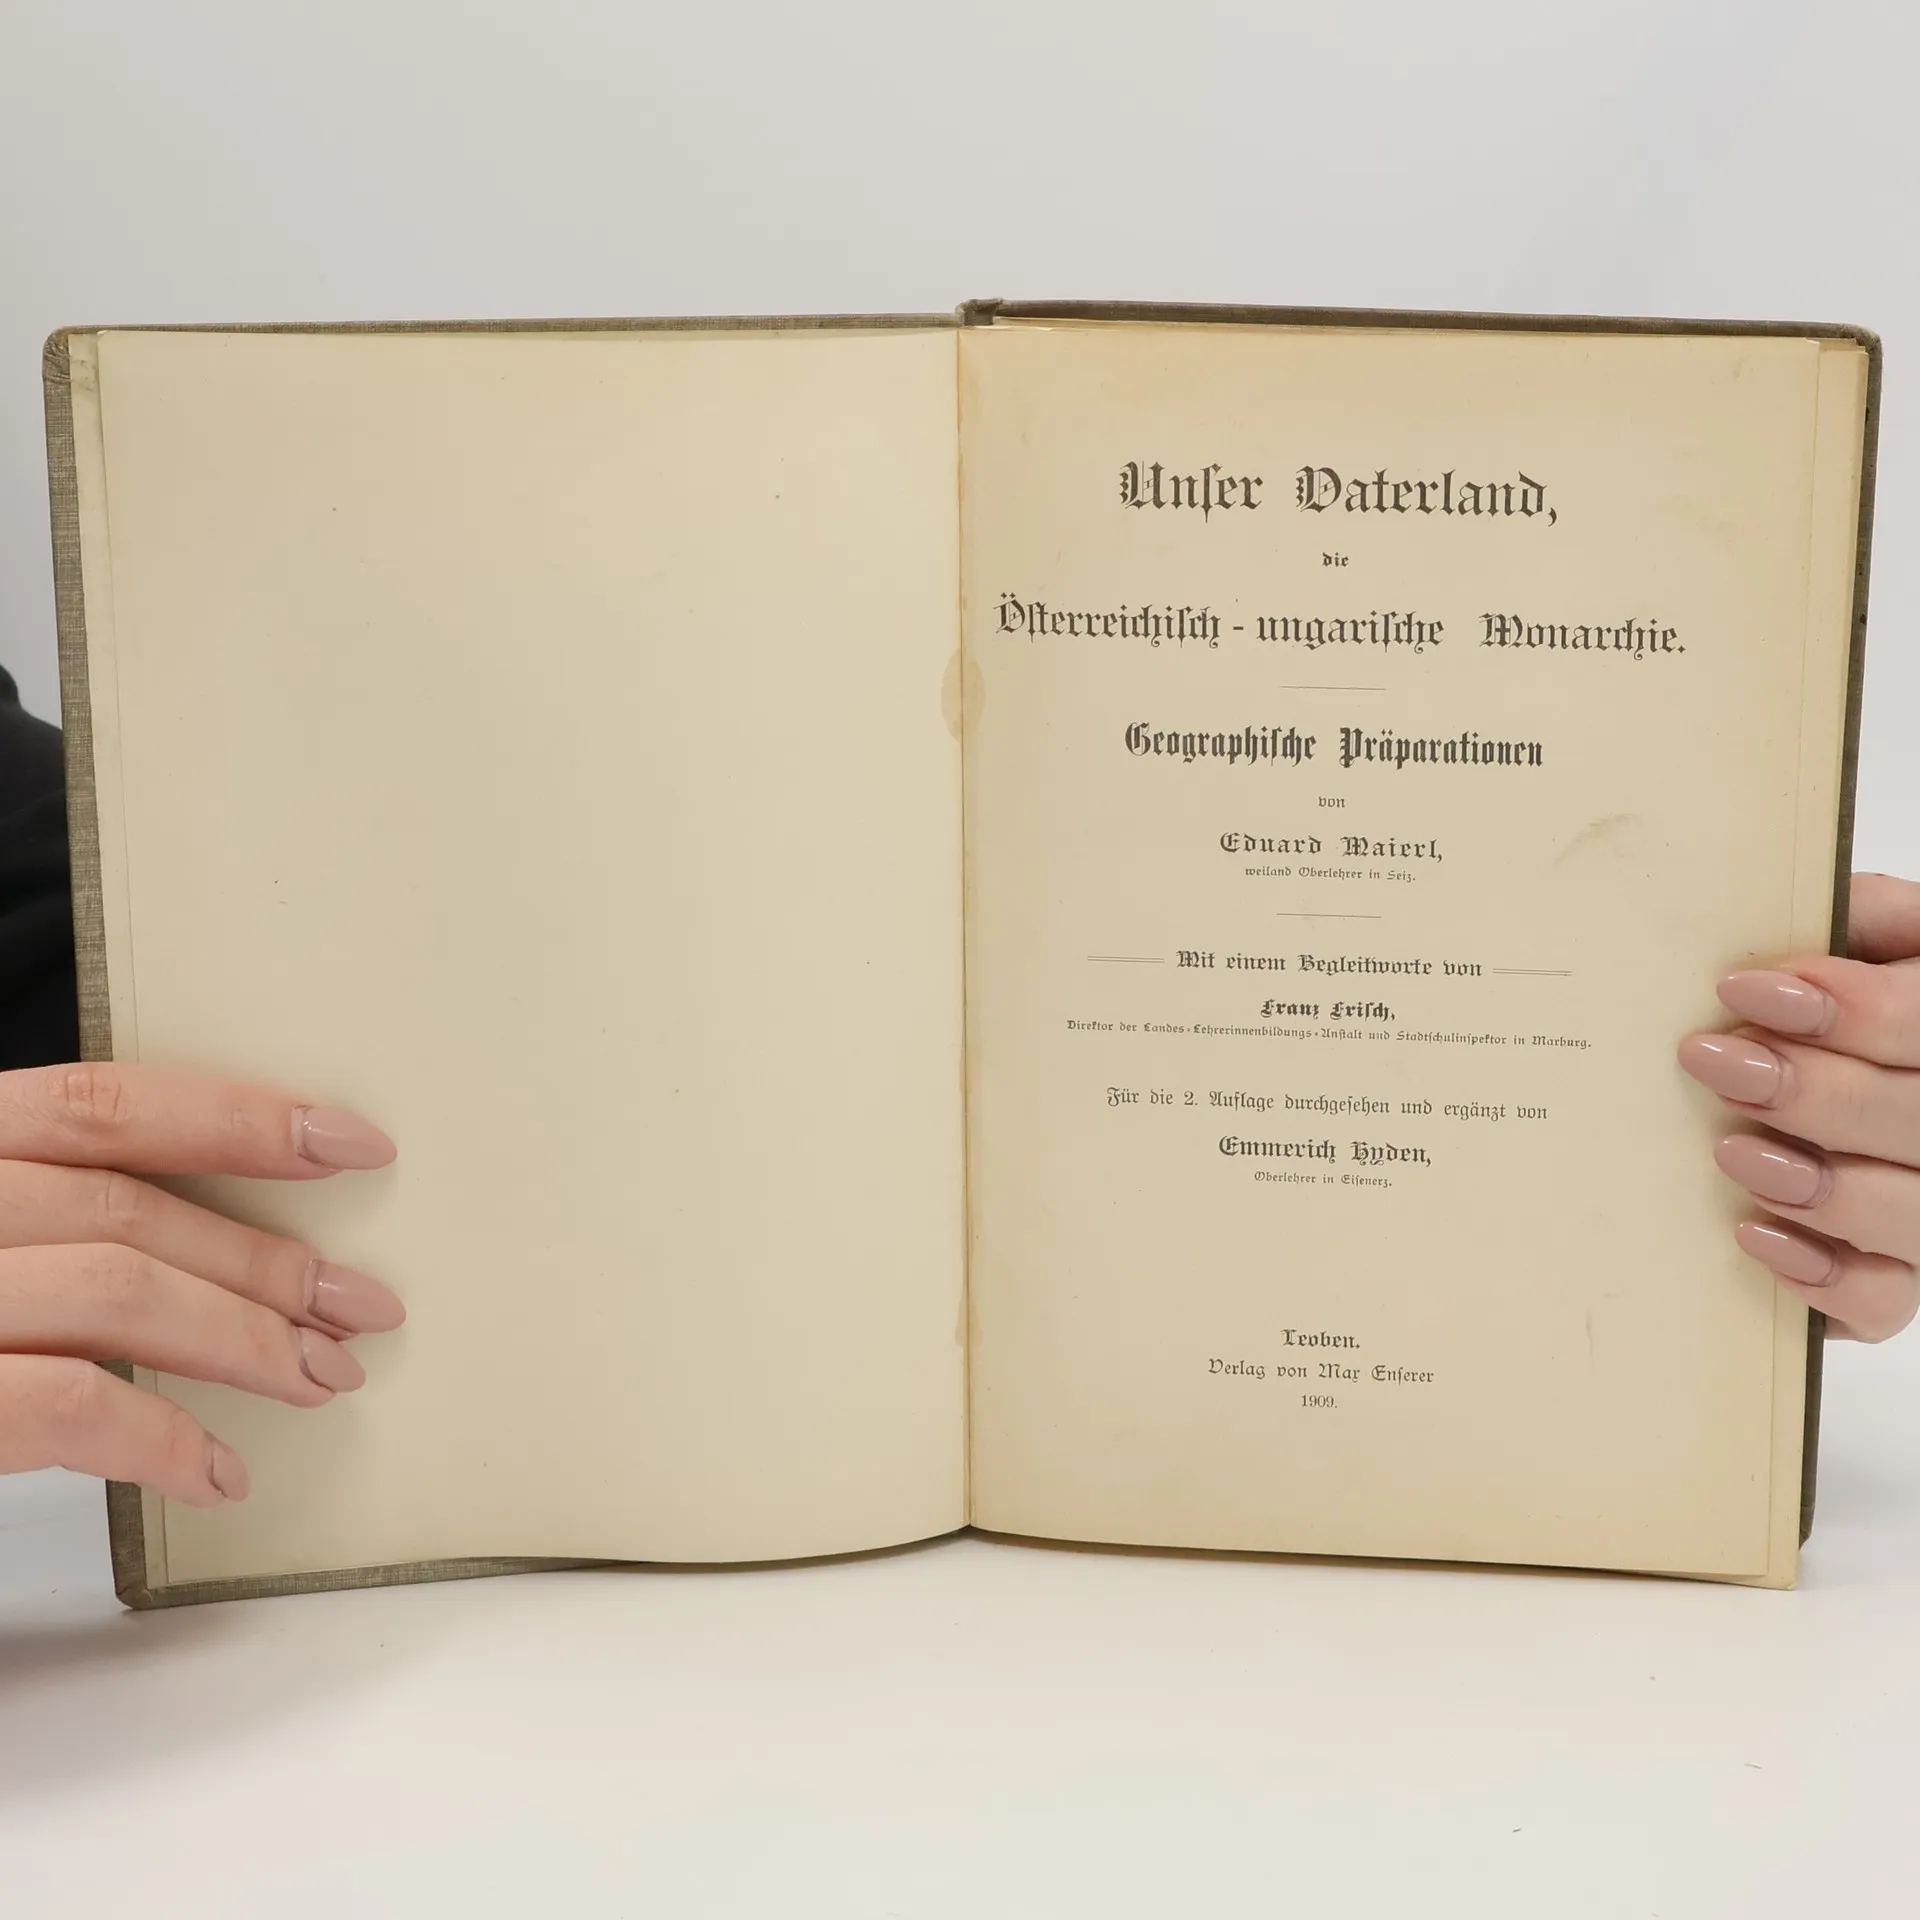 Unser Vaterland,
die
Österreichisch-ungarische Monarchie.
Geographische Präparationen
von
Eduard Maierl,
weiland Oberlehrer in Seiz.
Mit einem Begleitworte von
Franz Frisch,
Direktor der Landes-Lehrerinnenbildungs-Anstalt und Stadtschulinspektor in Marburg.
Für die 2. Auflage durchgesehen und ergänzt von
Emmerich Hyden,
Oberlehrer in Eisenerz.
Leoben.
Verlag von Max Enserer
1909.